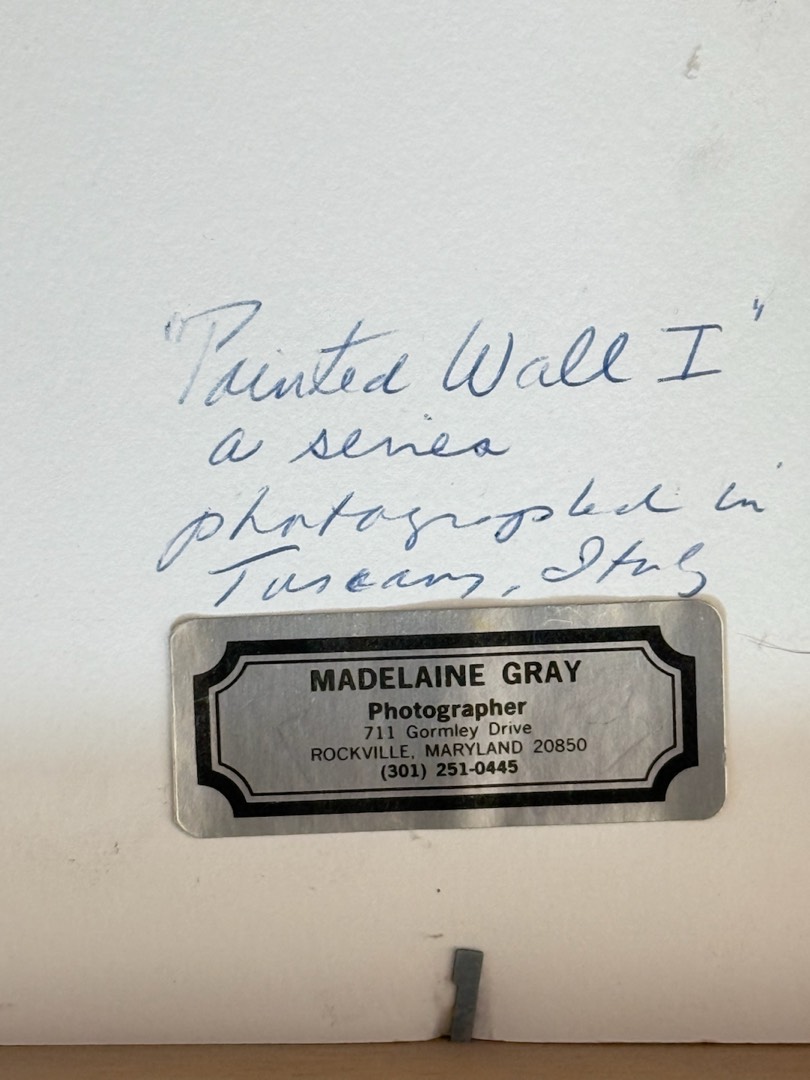 "Painted Wall I"
a series
photographed in
Tuscany, Italy
MADELAINE GRAY
Photographer
711 Gormley Drive
ROCKVILLE, MARYLAND 20850
(301) 251-0445